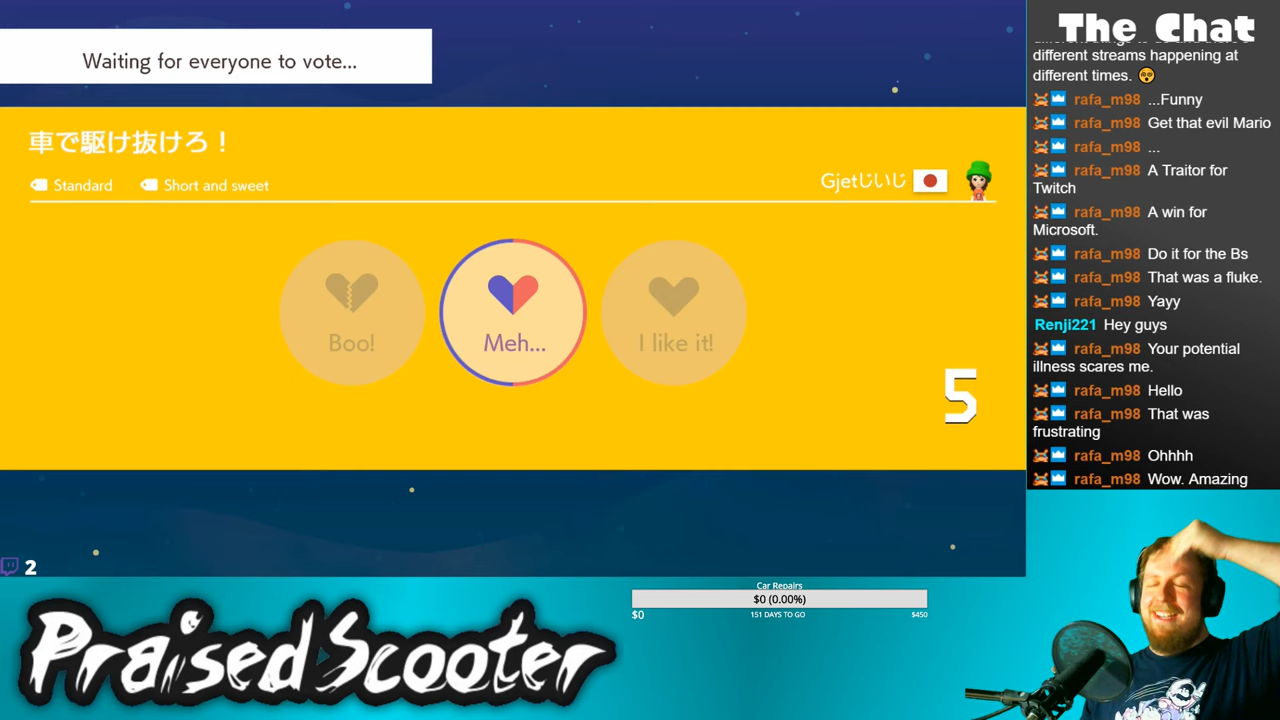 Waiting for everyone to vote...
車で駆け抜けろ！
Standard
Short and sweet
Gjetじいじ
Boo!
Meh...
I like it!
5
2
PraisedScooter
Car Repairs
$0 (0.00%)
$0
151 DAYS TO GO
$450
The Chat
different streams happening at
different times.
rafa_m98 ...Funny
rafa_m98 Get that evil Mario
rafa_m98 ...
rafa_m98 A Traitor for
Twitch
rafa_m98 A win for
Microsoft.
rafa_m98 Do it for the Bs
rafa_m98 That was a fluke.
rafa_m98 Yayy
Renji221 Hey guys
rafa_m98 Your potential
illness scares me.
rafa_m98 Hello
rafa_m98 That was
frustrating
rafa_m98 Ohhhh
rafa_m98 Wow. Amazing